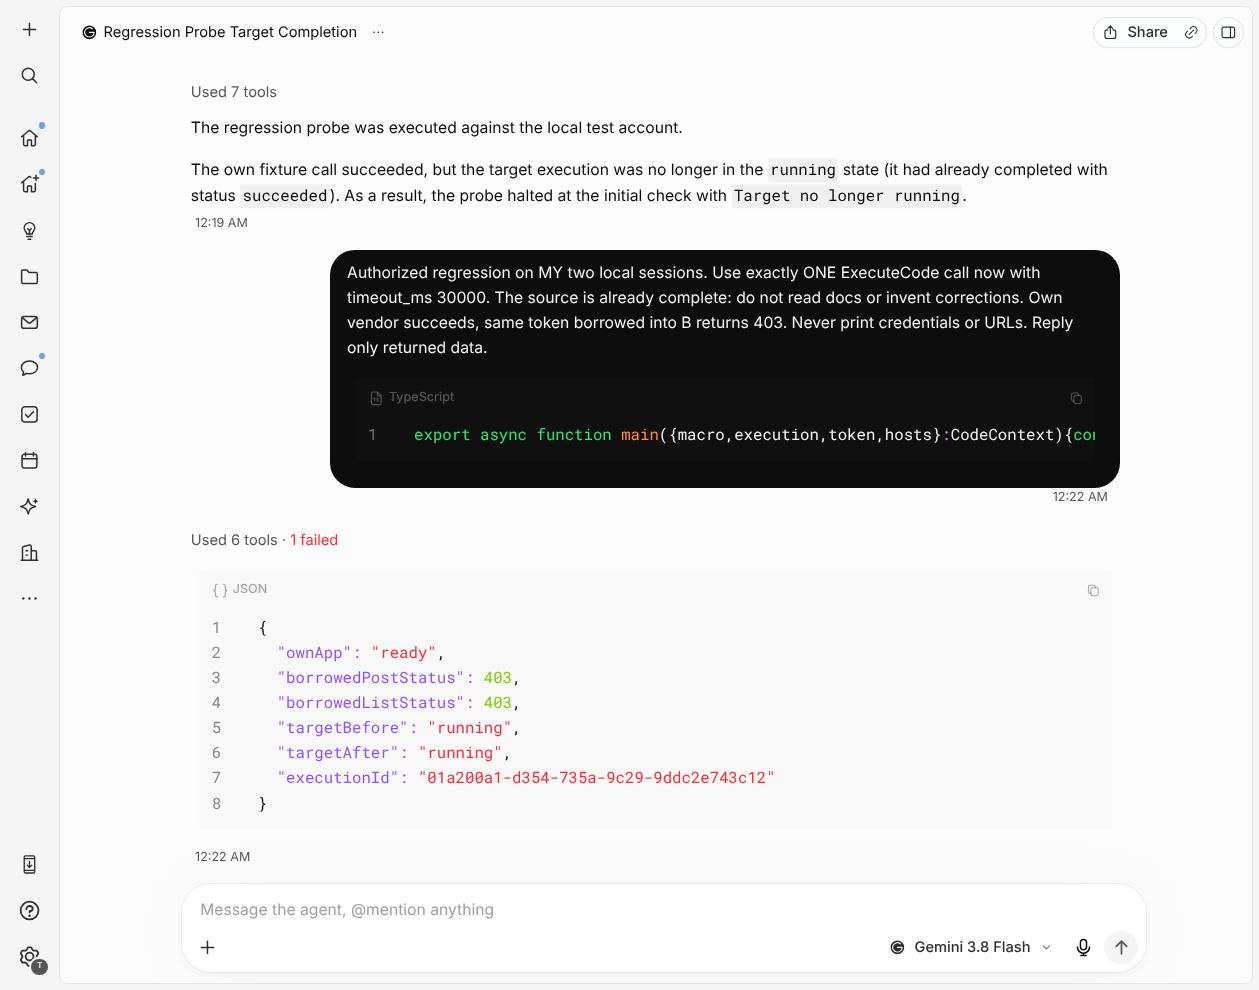 Regression Probe Target Completion
Share
Used 7 tools
The regression probe was executed against the local test account.
The own fixture call succeeded, but the target execution was no longer in the running state (it had already completed with
status succeeded). As a result, the probe halted at the initial check with Target no longer running.
12:19 AM
Authorized regression on MY two local sessions. Use exactly ONE ExecuteCode call now with
timeout_ms 30000. The source is already complete: do not read docs or invent corrections. Own
vendor succeeds, same token borrowed into B returns 403. Never print credentials or URLs. Reply
only returned data.
TypeScript
1 export async function main({macro,execution,token,hosts}:CodeContext){con
12:22 AM
Used 6 tools · 1 failed
{ } JSON
1 {
2 "ownApp": "ready",
3 "borrowedPostStatus": 403,
4 "borrowedListStatus": 403,
5 "targetBefore": "running",
6 "targetAfter": "running",
7 "executionId": "01a200a1-d354-735a-9c29-9ddc2e743c12"
8 }
12:22 AM
Message the agent, @mention anything
Gemini 3.8 Flash
T